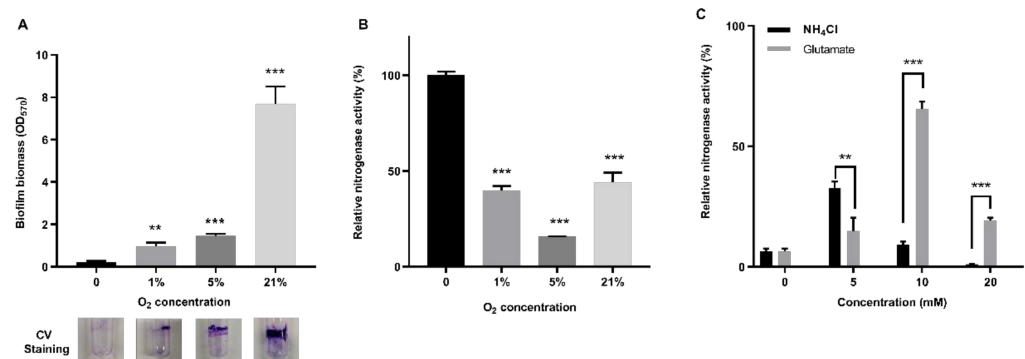 A
Biofilm biomass (OD570)
10
8
6
4
2
0
**
***
***
0 1% 5% 21%
O2 concentration
CV
Staining
B
Relative nitrogenase activity (%)
100
50
0
***
***
***
0 1% 5% 21%
O2 concentration
C
Relative nitrogenase activity (%)
100
50
0
NH4Cl
Glutamate
**
***
***
0 5 10 20
Concentration (mM)